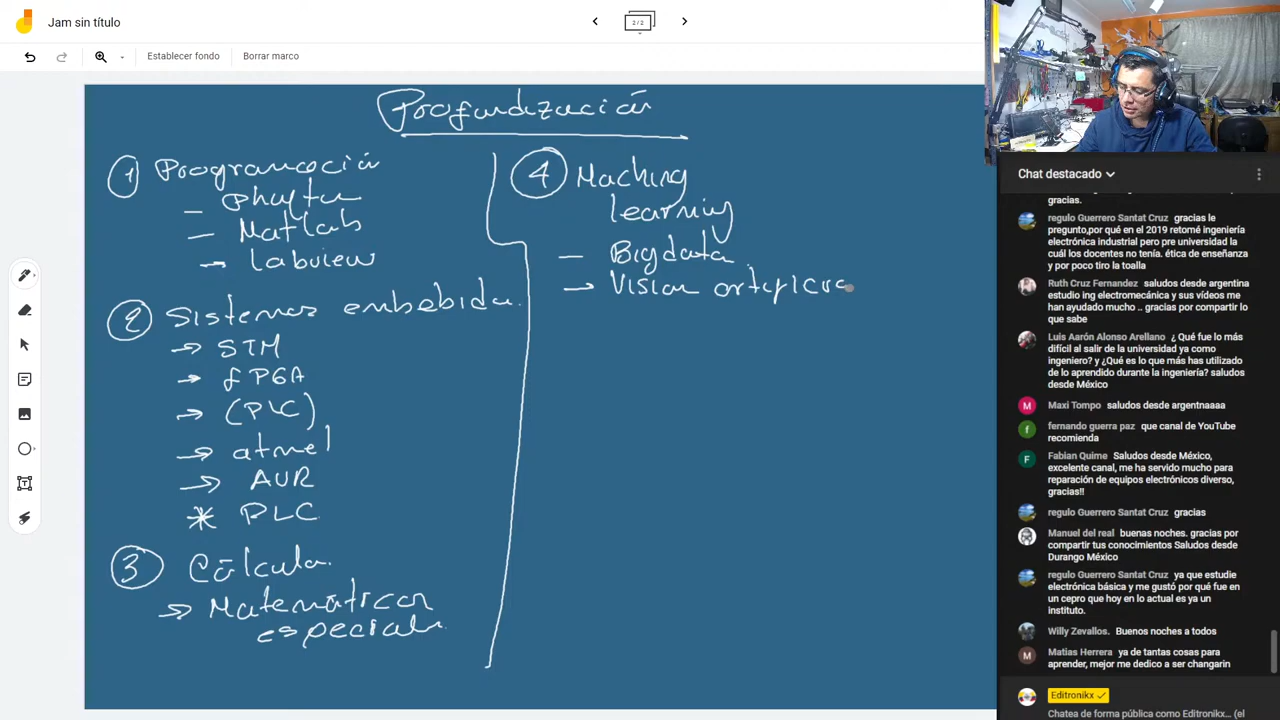 Jam sin título
2/2
Establecer fondo
Borrar marco
Profundización
① Programación
– Phayton
– Matlab
→ labview
② Sistemas embebidos
→ STM
→ FPGA
→ (PLC)
→ atmel
→ AVR
* PLC
③ Cálculo.
→ Matemáticas
especiales
④ Maching
learning
– Bigdata
→ Vision artificia
Chat destacado
gracias.
regulo Guerrero Santat Cruz gracias le
pregunto,por qué en el 2019 retomé ingeniería
electrónica industrial pero pre universidad la
cuál los docentes no tenía. ética de enseñanza
y por poco tiro la toalla
Ruth Cruz Fernandez saludos desde argentina
estudio ing electromecánica y sus vídeos me
han ayudado mucho .. gracias por compartir lo
que sabe
Luis Aarón Alonso Arellano ¿ Qué fue lo más
difícil al salir de la universidad ya como
ingeniero? y ¿Qués es lo que más has utilizado
de lo aprendido durante la ingeniería? saludos
desde México
M Maxi Tompo saludos desde argentnaaaa
f fernando guerra paz que canal de YouTube
recomienda
F Fabian Quime Saludos desde México,
excelente canal, me ha servido mucho para
reparación de equipos electrónicos diverso,
gracias!!
regulo Guerrero Santat Cruz gracias
Manuel del real buenas noches. gracias por
compartir tus conocimientos Saludos desde
Durango México
regulo Guerrero Santat Cruz ya que estudie
electrónica básica y me gustó por qué fue en
un cepro que hoy en lo actual es ya un
instituto.
Willy Zevallos. Buenos noches a todos
M Matias Herrera ya de tantas cosas para
aprender, mejor me dedico a ser changarin
Editronikx
Chatea de forma pública como Editronikx... (el